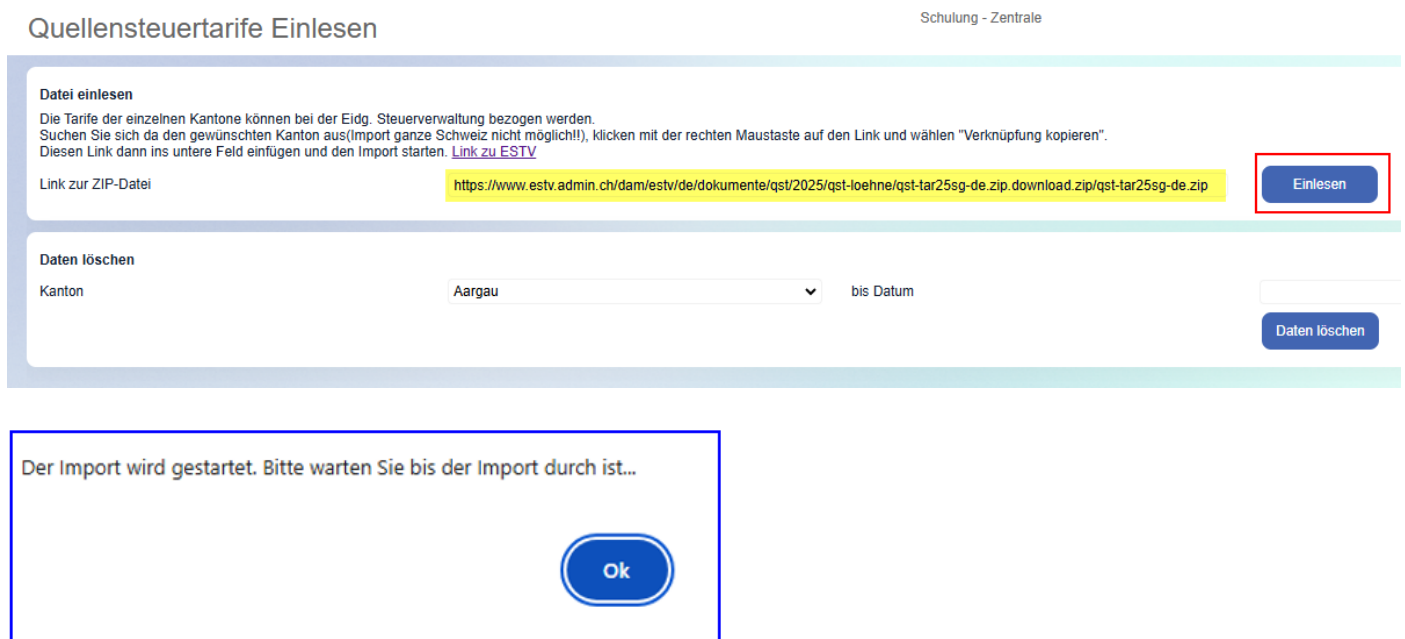 Quellensteuertarife Einlesen
Schulung - Zentrale
Datei einlesen
Die Tarife der einzelnen Kantone können bei der Eidg. Steuerverwaltung bezogen werden.
Suchen Sie sich da den gewünschten Kanton aus(Import ganze Schweiz nicht möglich!!), klicken mit der rechten Maustaste auf den Link und wählen "Verknüpfung kopieren".
Diesen Link dann ins untere Feld einfügen und den Import starten. Link zu ESTV
Link zur ZIP-Datei
https://www.estv.admin.ch/dam/estv/de/dokumente/qst/2025/qst-loehne/qst-tar25sg-de.zip.download.zip/qst-tar25sg-de.zip
Einlesen
Daten löschen
Kanton
Aargau
bis Datum
Daten löschen
Der Import wird gestartet. Bitte warten Sie bis der Import durch ist...
Ok